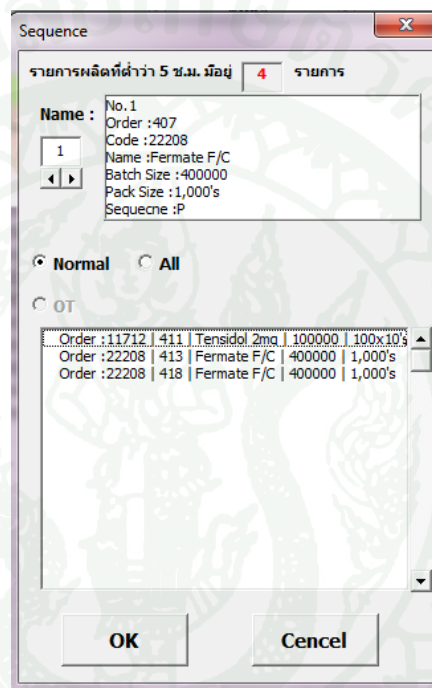 Sequence
รายการผลิตที่ต่ำว่า 5 ช.ม. มีอยู่ 4 รายการ
Name :
No.1
Order :407
Code :22208
Name :Fermate F/C
Batch Size :400000
Pack Size :1,000's
Sequecne :P
1
Normal All
OT
Order :11712 | 411 | Tensidol 2mg | 100000 | 100x10's
Order :22208 | 413 | Fermate F/C | 400000 | 1,000's
Order :22208 | 418 | Fermate F/C | 400000 | 1,000's
OK Cencel